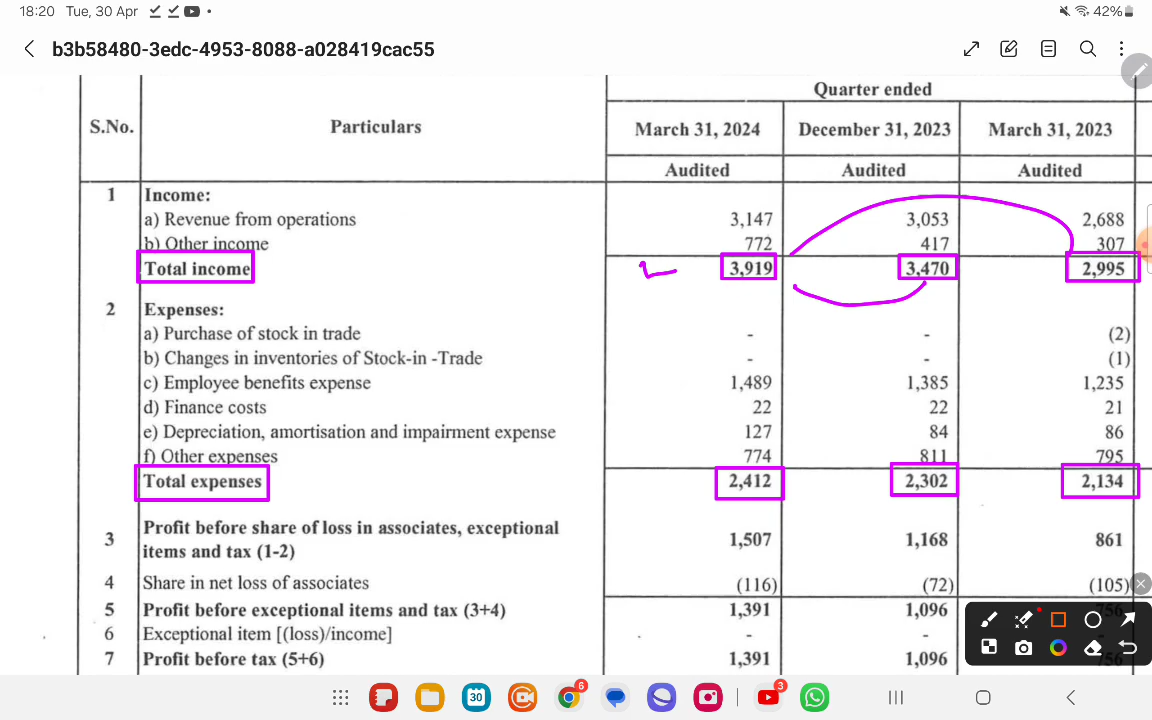 18:20 Tue, 30 Apr 42%
b3b58480-3edc-4953-8088-a028419cac55
Quarter ended
S.No. Particulars March 31, 2024 December 31, 2023 March 31, 2023
Audited Audited Audited
1 Income:
a) Revenue from operations 3,147 3,053 2,688
b) Other income 772 417 307
Total income 3,919 3,470 2,995
2 Expenses:
a) Purchase of stock in trade - - (2)
b) Changes in inventories of Stock-in -Trade - - (1)
c) Employee benefits expense 1,489 1,385 1,235
d) Finance costs 22 22 21
e) Depreciation, amortisation and impairment expense 127 84 86
f) Other expenses 774 811 795
Total expenses 2,412 2,302 2,134
3 Profit before share of loss in associates, exceptional
items and tax (1-2) 1,507 1,168 861
4 Share in net loss of associates (116) (72) (105)
5 Profit before exceptional items and tax (3+4) 1,391 1,096 756
6 Exceptional item [(loss)/income] - - -
7 Profit before tax (5+6) 1,391 1,096 756
30 6 3